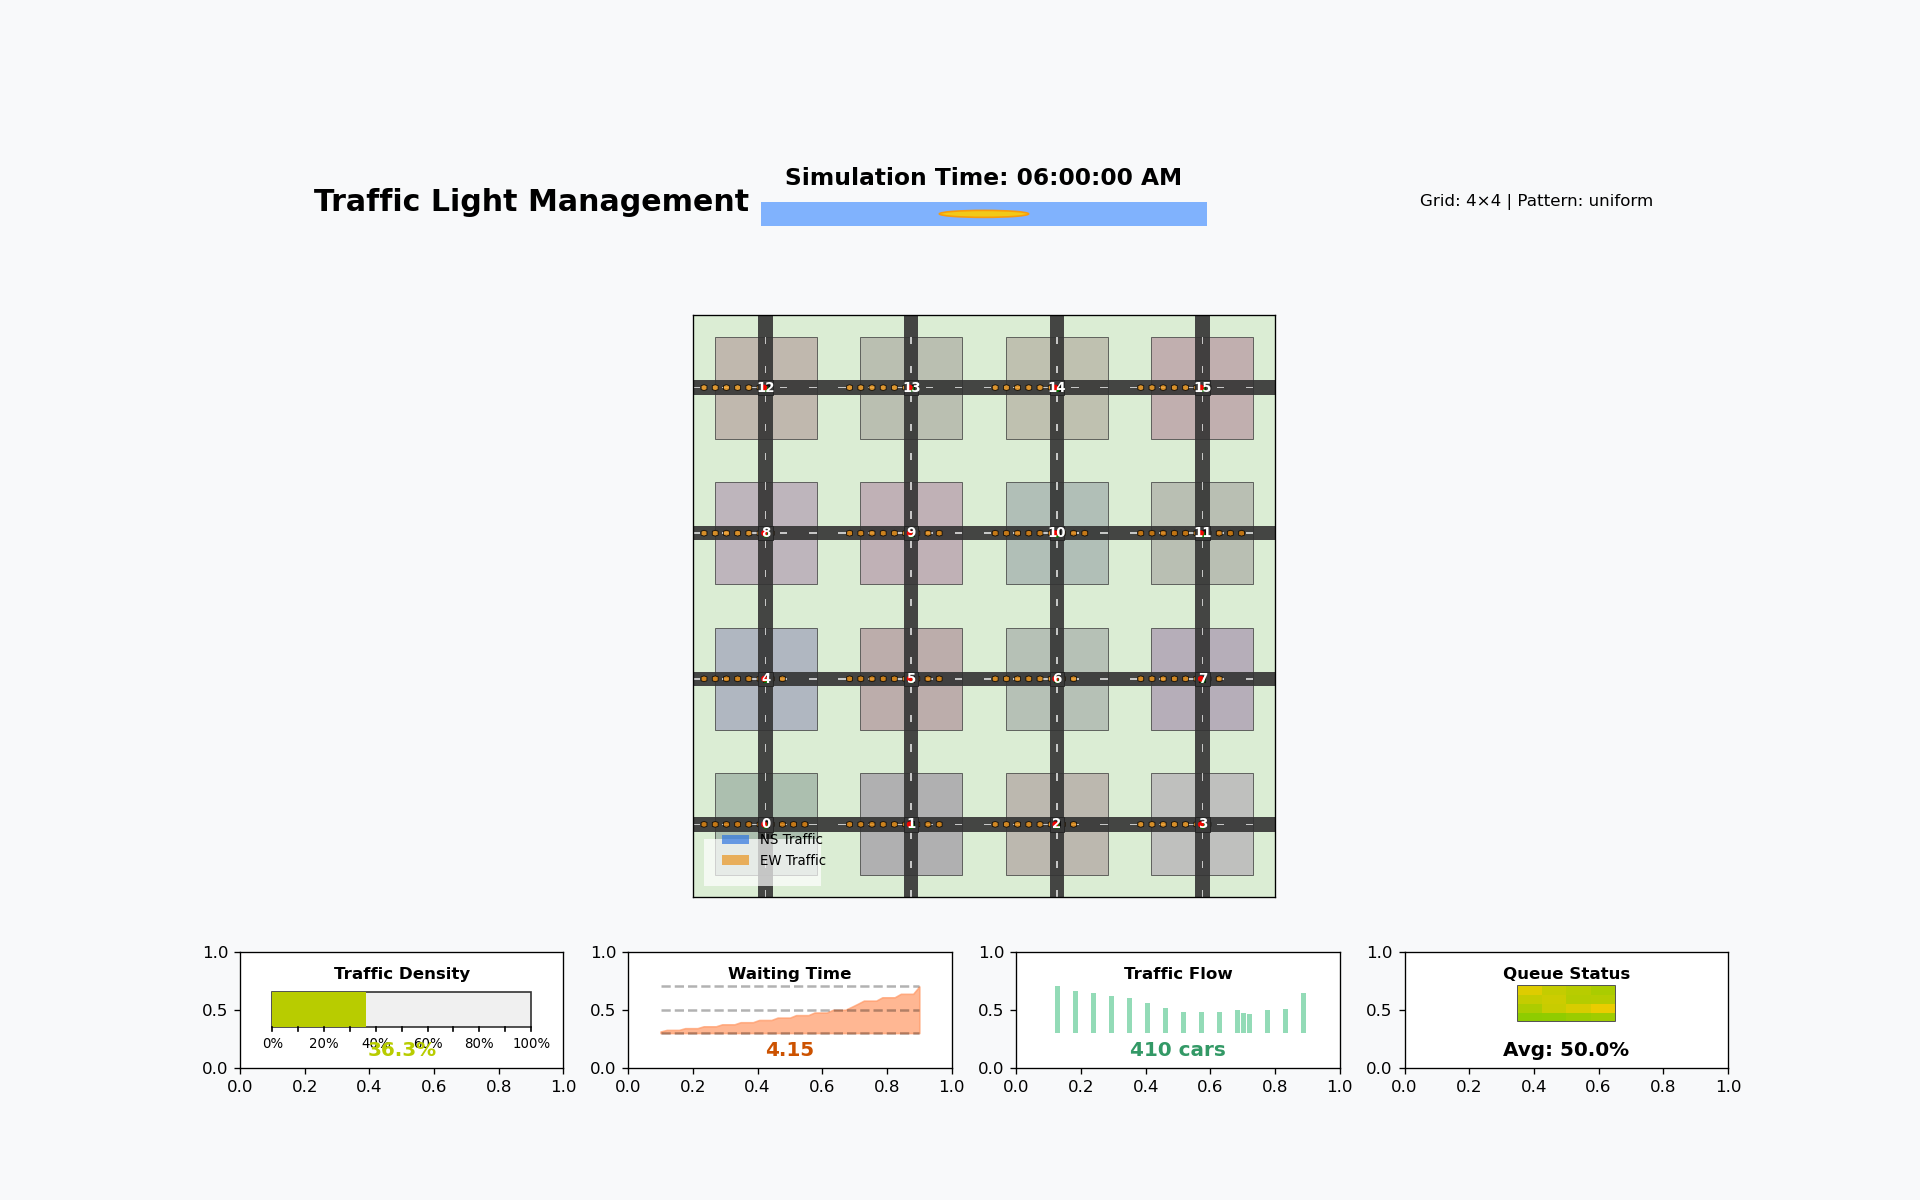 Simulation Time: 06:00:00 AM
Traffic Light Management
Grid: 4×4 | Pattern: uniform
12 13 14 15
8 9 10 11
4 5 6 7
0 1 2 3
NS Traffic
EW Traffic
Traffic Density
1.0
0.5
0.0
0% 20% 40% 60% 80% 100%
36.3%
0.0 0.2 0.4 0.6 0.8 1.0
Waiting Time
1.0
0.5
0.0
4.15
0.0 0.2 0.4 0.6 0.8 1.0
Traffic Flow
1.0
0.5
0.0
410 cars
0.0 0.2 0.4 0.6 0.8 1.0
Queue Status
1.0
0.5
0.0
Avg: 50.0%
0.0 0.2 0.4 0.6 0.8 1.0